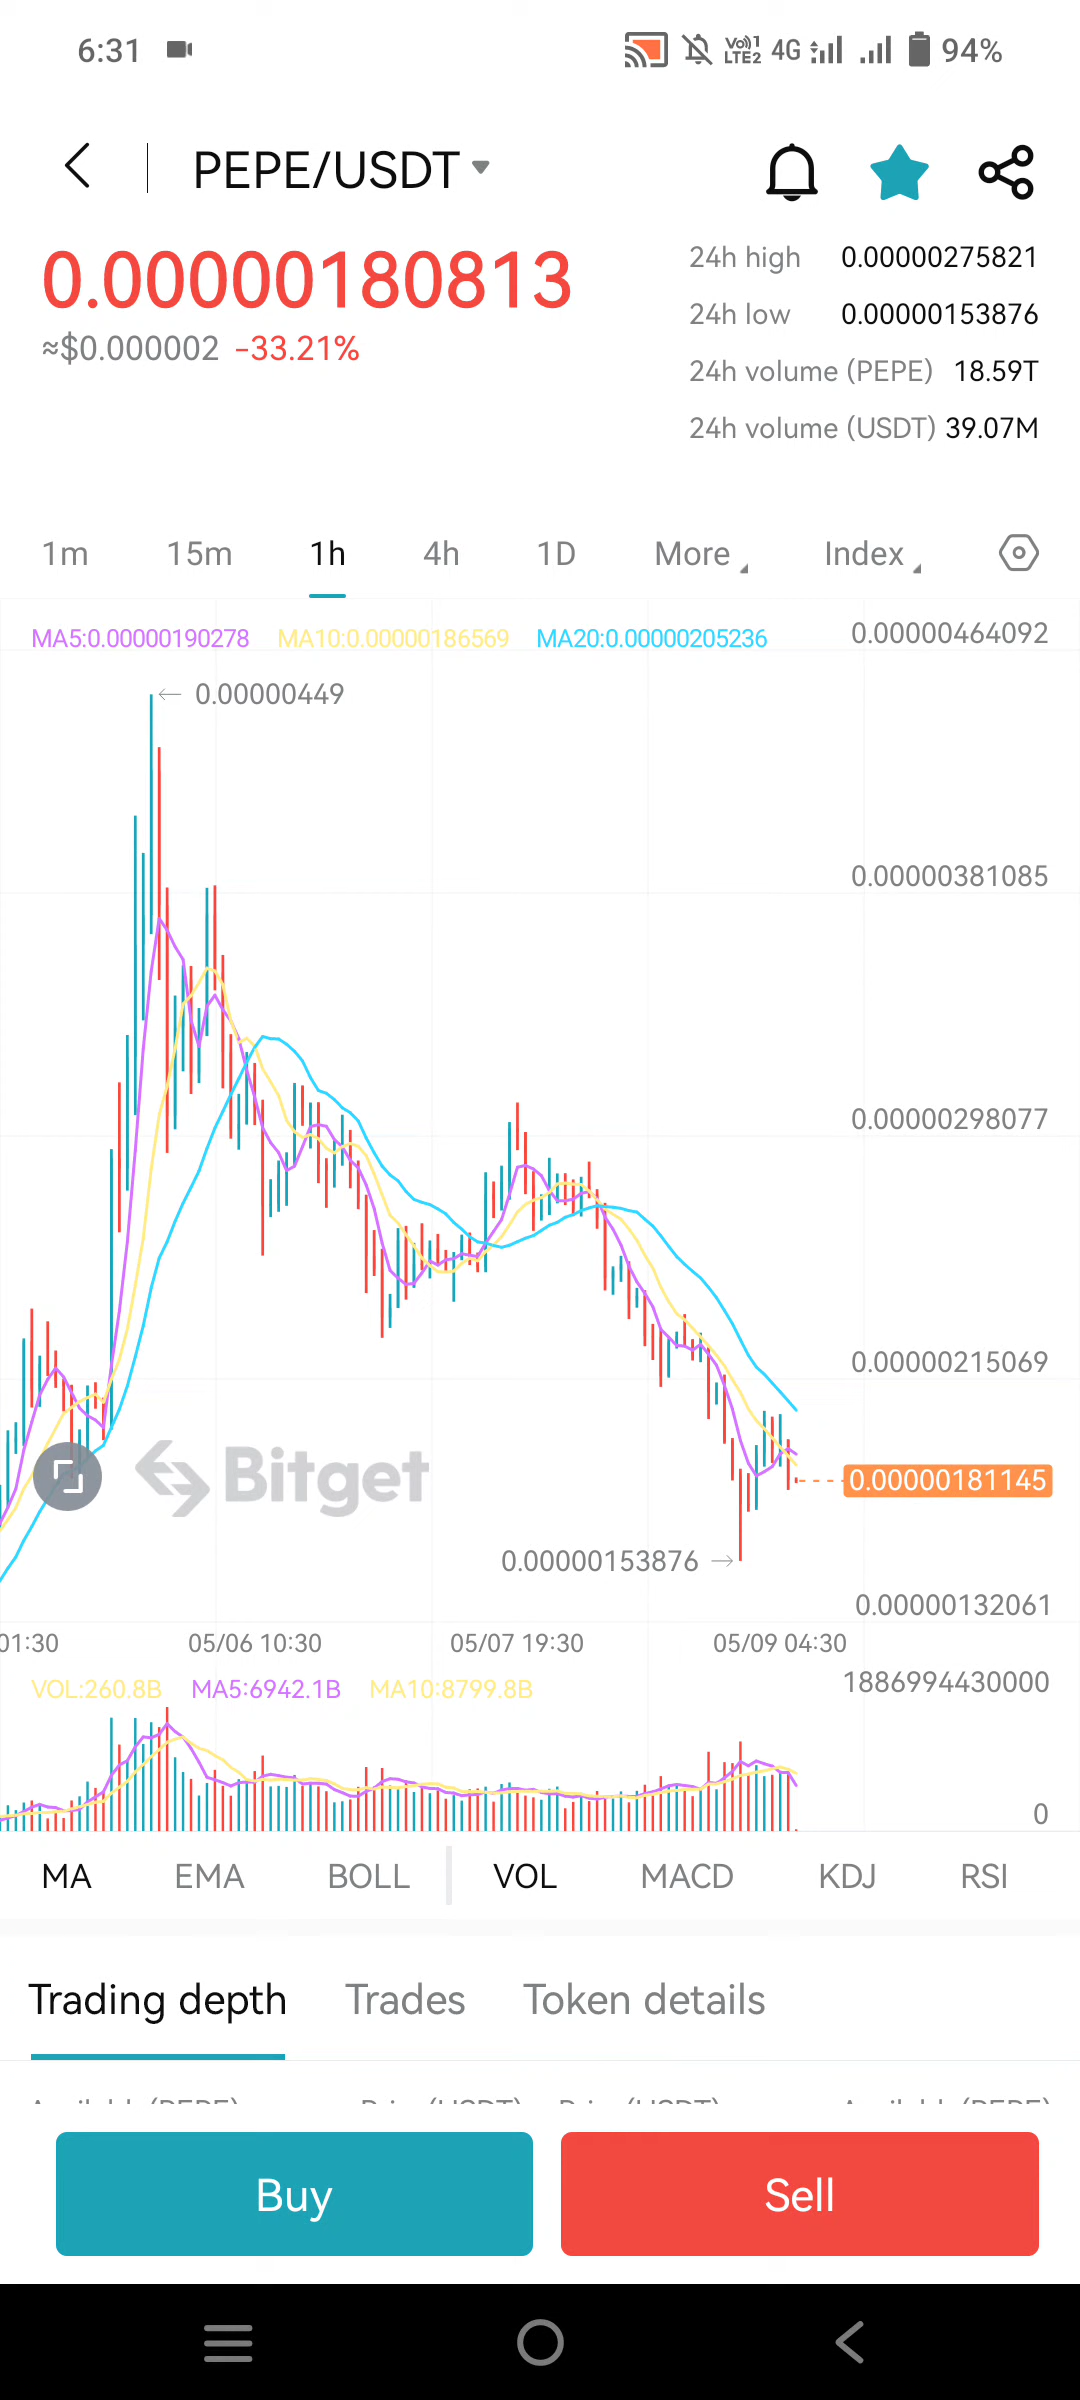 6:31
Vo)) 1 LTE2 4G 94%
PEPE/USDT
0.00000180813
≈$0.000002 -33.21%
24h high 0.00000275821
24h low 0.00000153876
24h volume (PEPE) 18.59T
24h volume (USDT) 39.07M
1m 15m 1h 4h 1D More Index
MA5:0.00000190278 MA10:0.00000186569 MA20:0.00000205236 0.00000464092
0.00000449
0.00000381085
0.00000298077
0.00000215069
Bitget
0.00000181145
0.00000153876
0.00000132061
01:30 05/06 10:30 05/07 19:30 05/09 04:30
VOL:260.8B MA5:6942.1B MA10:8799.8B 1886994430000
0
MA EMA BOLL VOL MACD KDJ RSI
Trading depth Trades Token details
Buy Sell